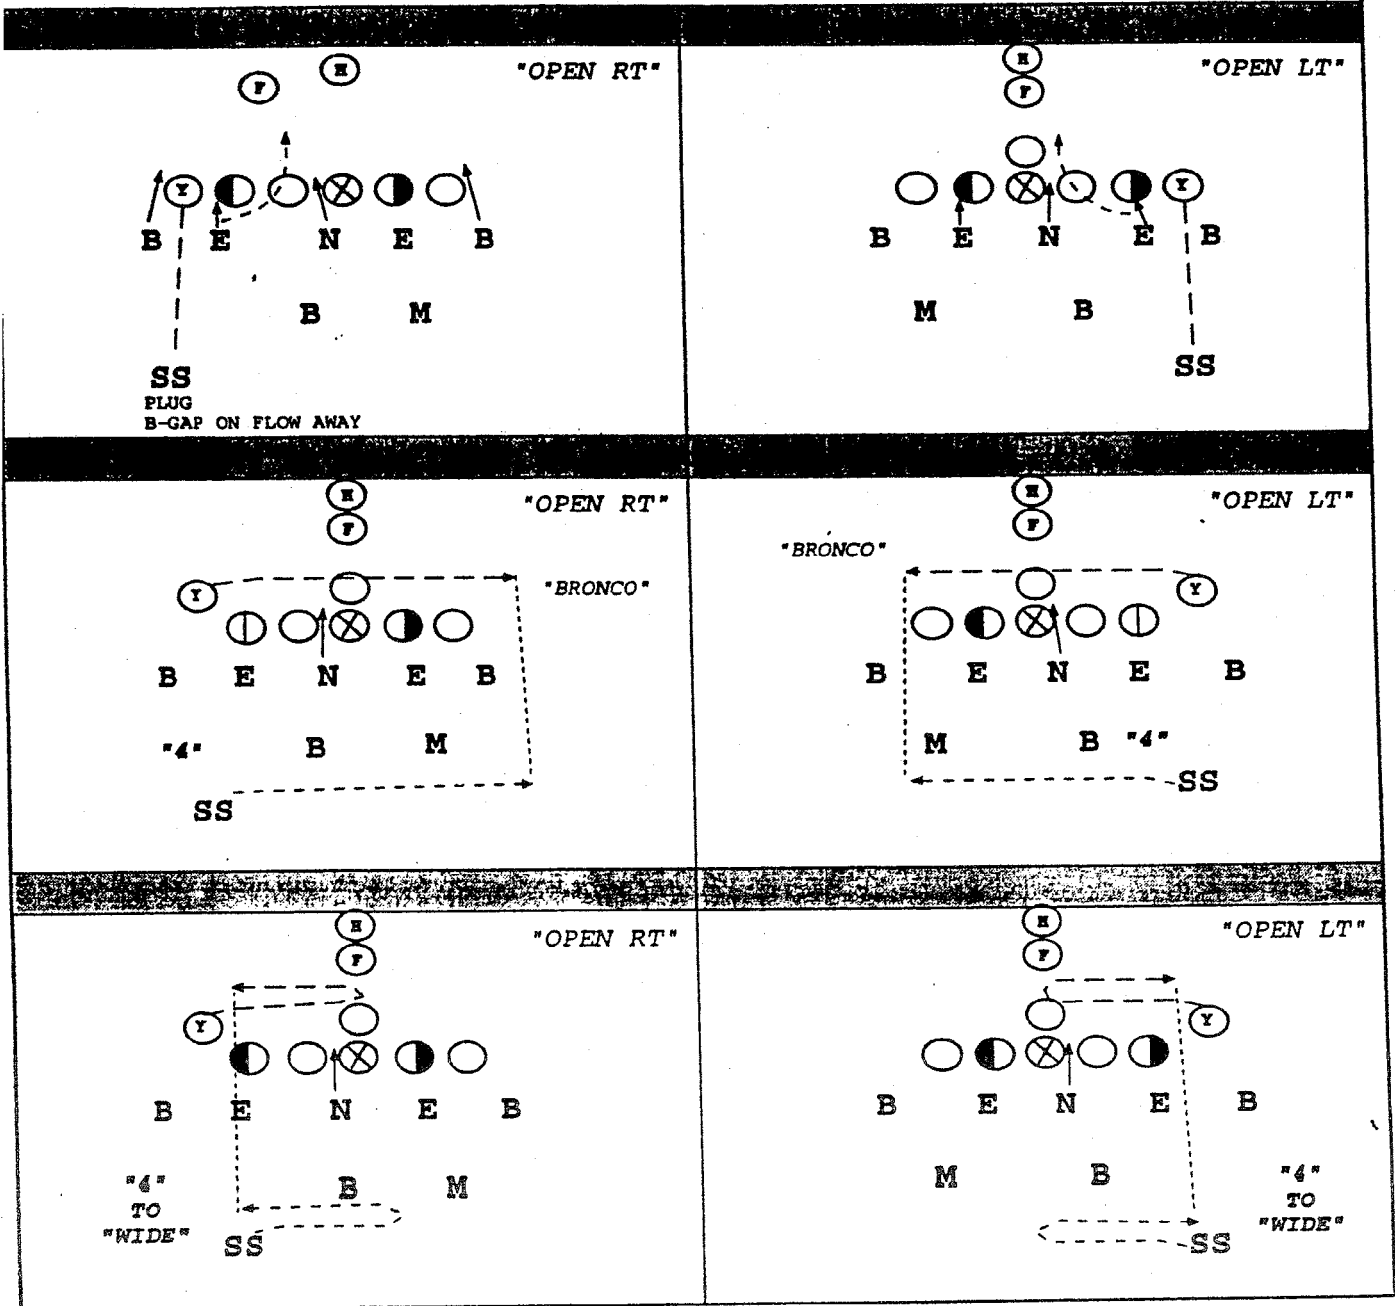 "OPEN RT"
H
F
Y
B E N E B
B M
SS
PLUG
B-GAP ON FLOW AWAY
"OPEN LT"
H
F
Y
B E N E B
M B
SS
"OPEN RT"
H
F
"BRONCO"
Y
B E N E B
"4" B M
SS
"OPEN LT"
H
F
"BRONCO"
Y
B E N E B
M B "4"
SS
"OPEN RT"
H
F
Y
B E N E B
"4" B M
TO
"WIDE"
SS
"OPEN LT"
H
F
Y
B E N E B
M B "4"
TO
"WIDE"
SS